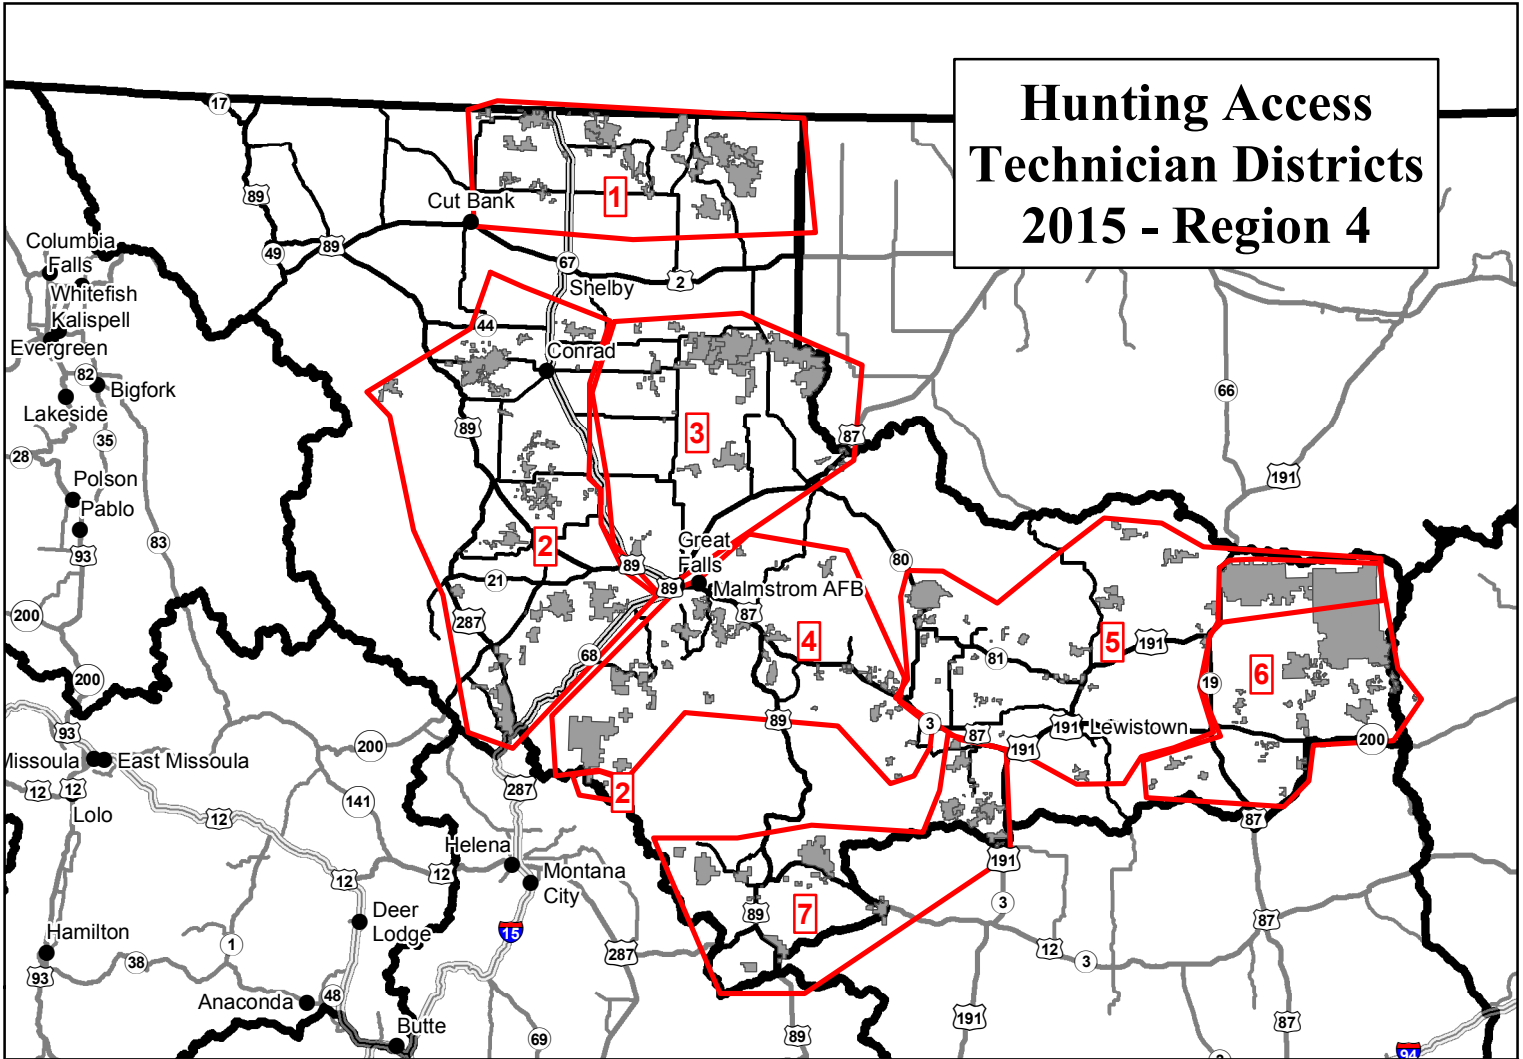 Hunting Access
Technician Districts
2015 - Region 4
17
89
Cut Bank
1
Columbia
Falls
49
89
67
2
Whitefish
Shelby
Kalispell
44
Evergreen
Conrad
82
Bigfork
66
Lakeside
89
3
87
35
28
191
Polson
Pablo
Great
Falls
2
93
83
89
80
21
89
Malmstrom AFB
200
287
87
4
5
191
68
81
6
200
19
89
3
93
191
Lewistown
87
191
200
200
Missoula
East Missoula
12
12
287
2
141
Lolo
12
87
Helena
191
12
12
Montana
City
89
7
3
Deer
Lodge
87
Hamilton
1
15
287
12
38
3
93
48
Anaconda
191
87
Butte
69
89
94